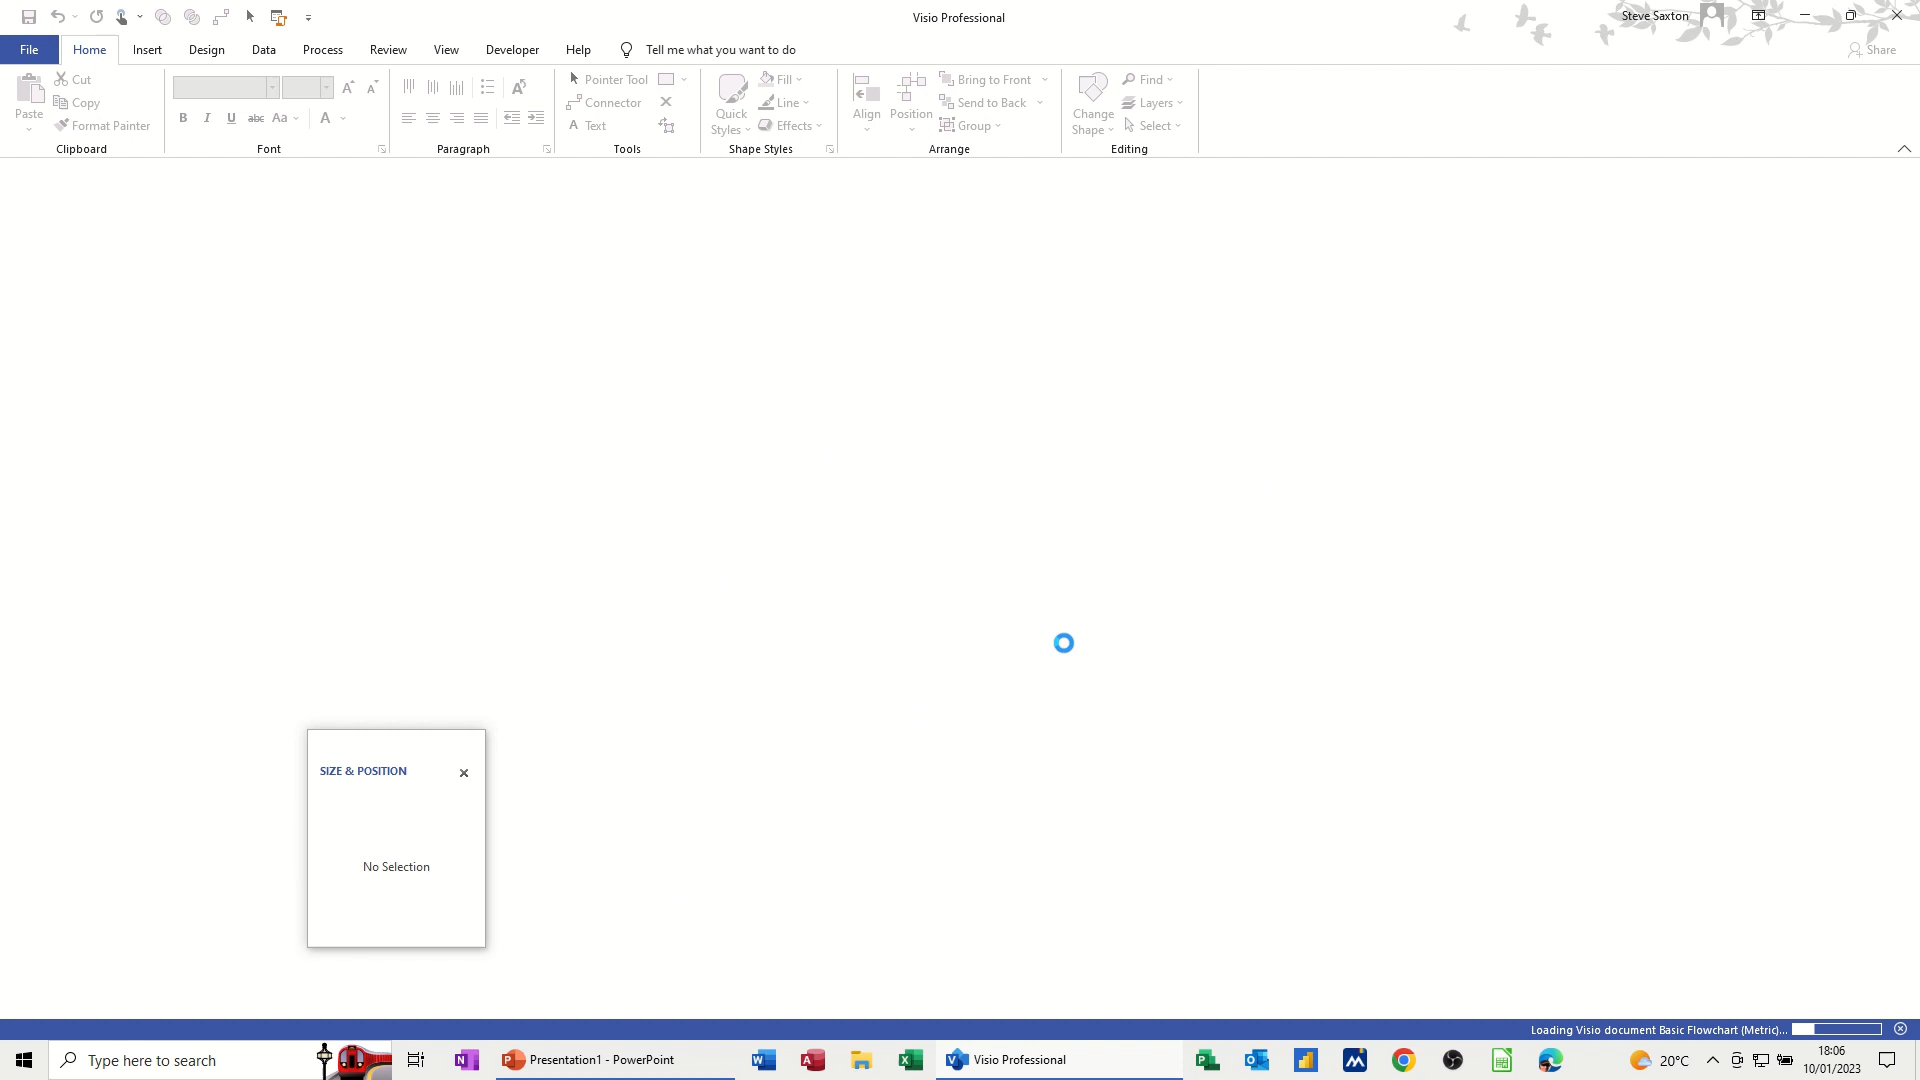 Visio Professional
Steve Saxton
File Home Insert Design Data Process Review View Developer Help Tell me what you want to do
Share
Paste
Cut
Copy
Format Painter
Clipboard
B I U abc Aa A
Font
Paragraph
Pointer Tool
Connector
A Text
Tools
Quick Styles
Fill
Line
Effects
Shape Styles
Align
Position
Bring to Front
Send to Back
Group
Arrange
Change Shape
Find
Layers
Select
Editing
SIZE & POSITION
No Selection
Loading Visio document Basic Flowchart (Metric)...
Type here to search
Presentation1 - PowerPoint
Visio Professional
20°C
18:06
10/01/2023